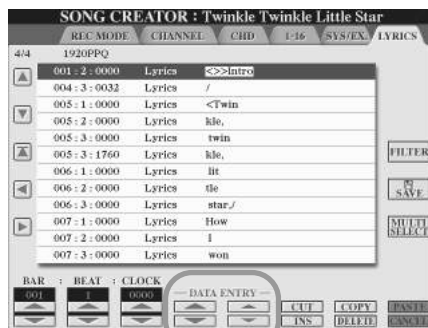 SONG CREATOR : Twinkle Twinkle Little Star
REC MODE CHANNEL CHD 1-16 SYS/EX. LYRICS
4/4 1920PPQ
001 : 2 : 0000 Lyrics <>>Intro
004 : 3 : 0032 Lyrics /
005 : 1 : 0000 Lyrics <Twin
005 : 2 : 0000 Lyrics kle,
005 : 3 : 0000 Lyrics twin
005 : 3 : 1760 Lyrics kle,
006 : 1 : 0000 Lyrics lit
006 : 2 : 0000 Lyrics tle
006 : 3 : 0000 Lyrics star,/
007 : 1 : 0000 Lyrics How
007 : 2 : 0000 Lyrics I
007 : 3 : 0000 Lyrics won
FILTER
SAVE
MULTI
SELECT
BAR : BEAT : CLOCK
001 1 0000
DATA ENTRY
CUT COPY PASTE
INS DELETE CANCEL